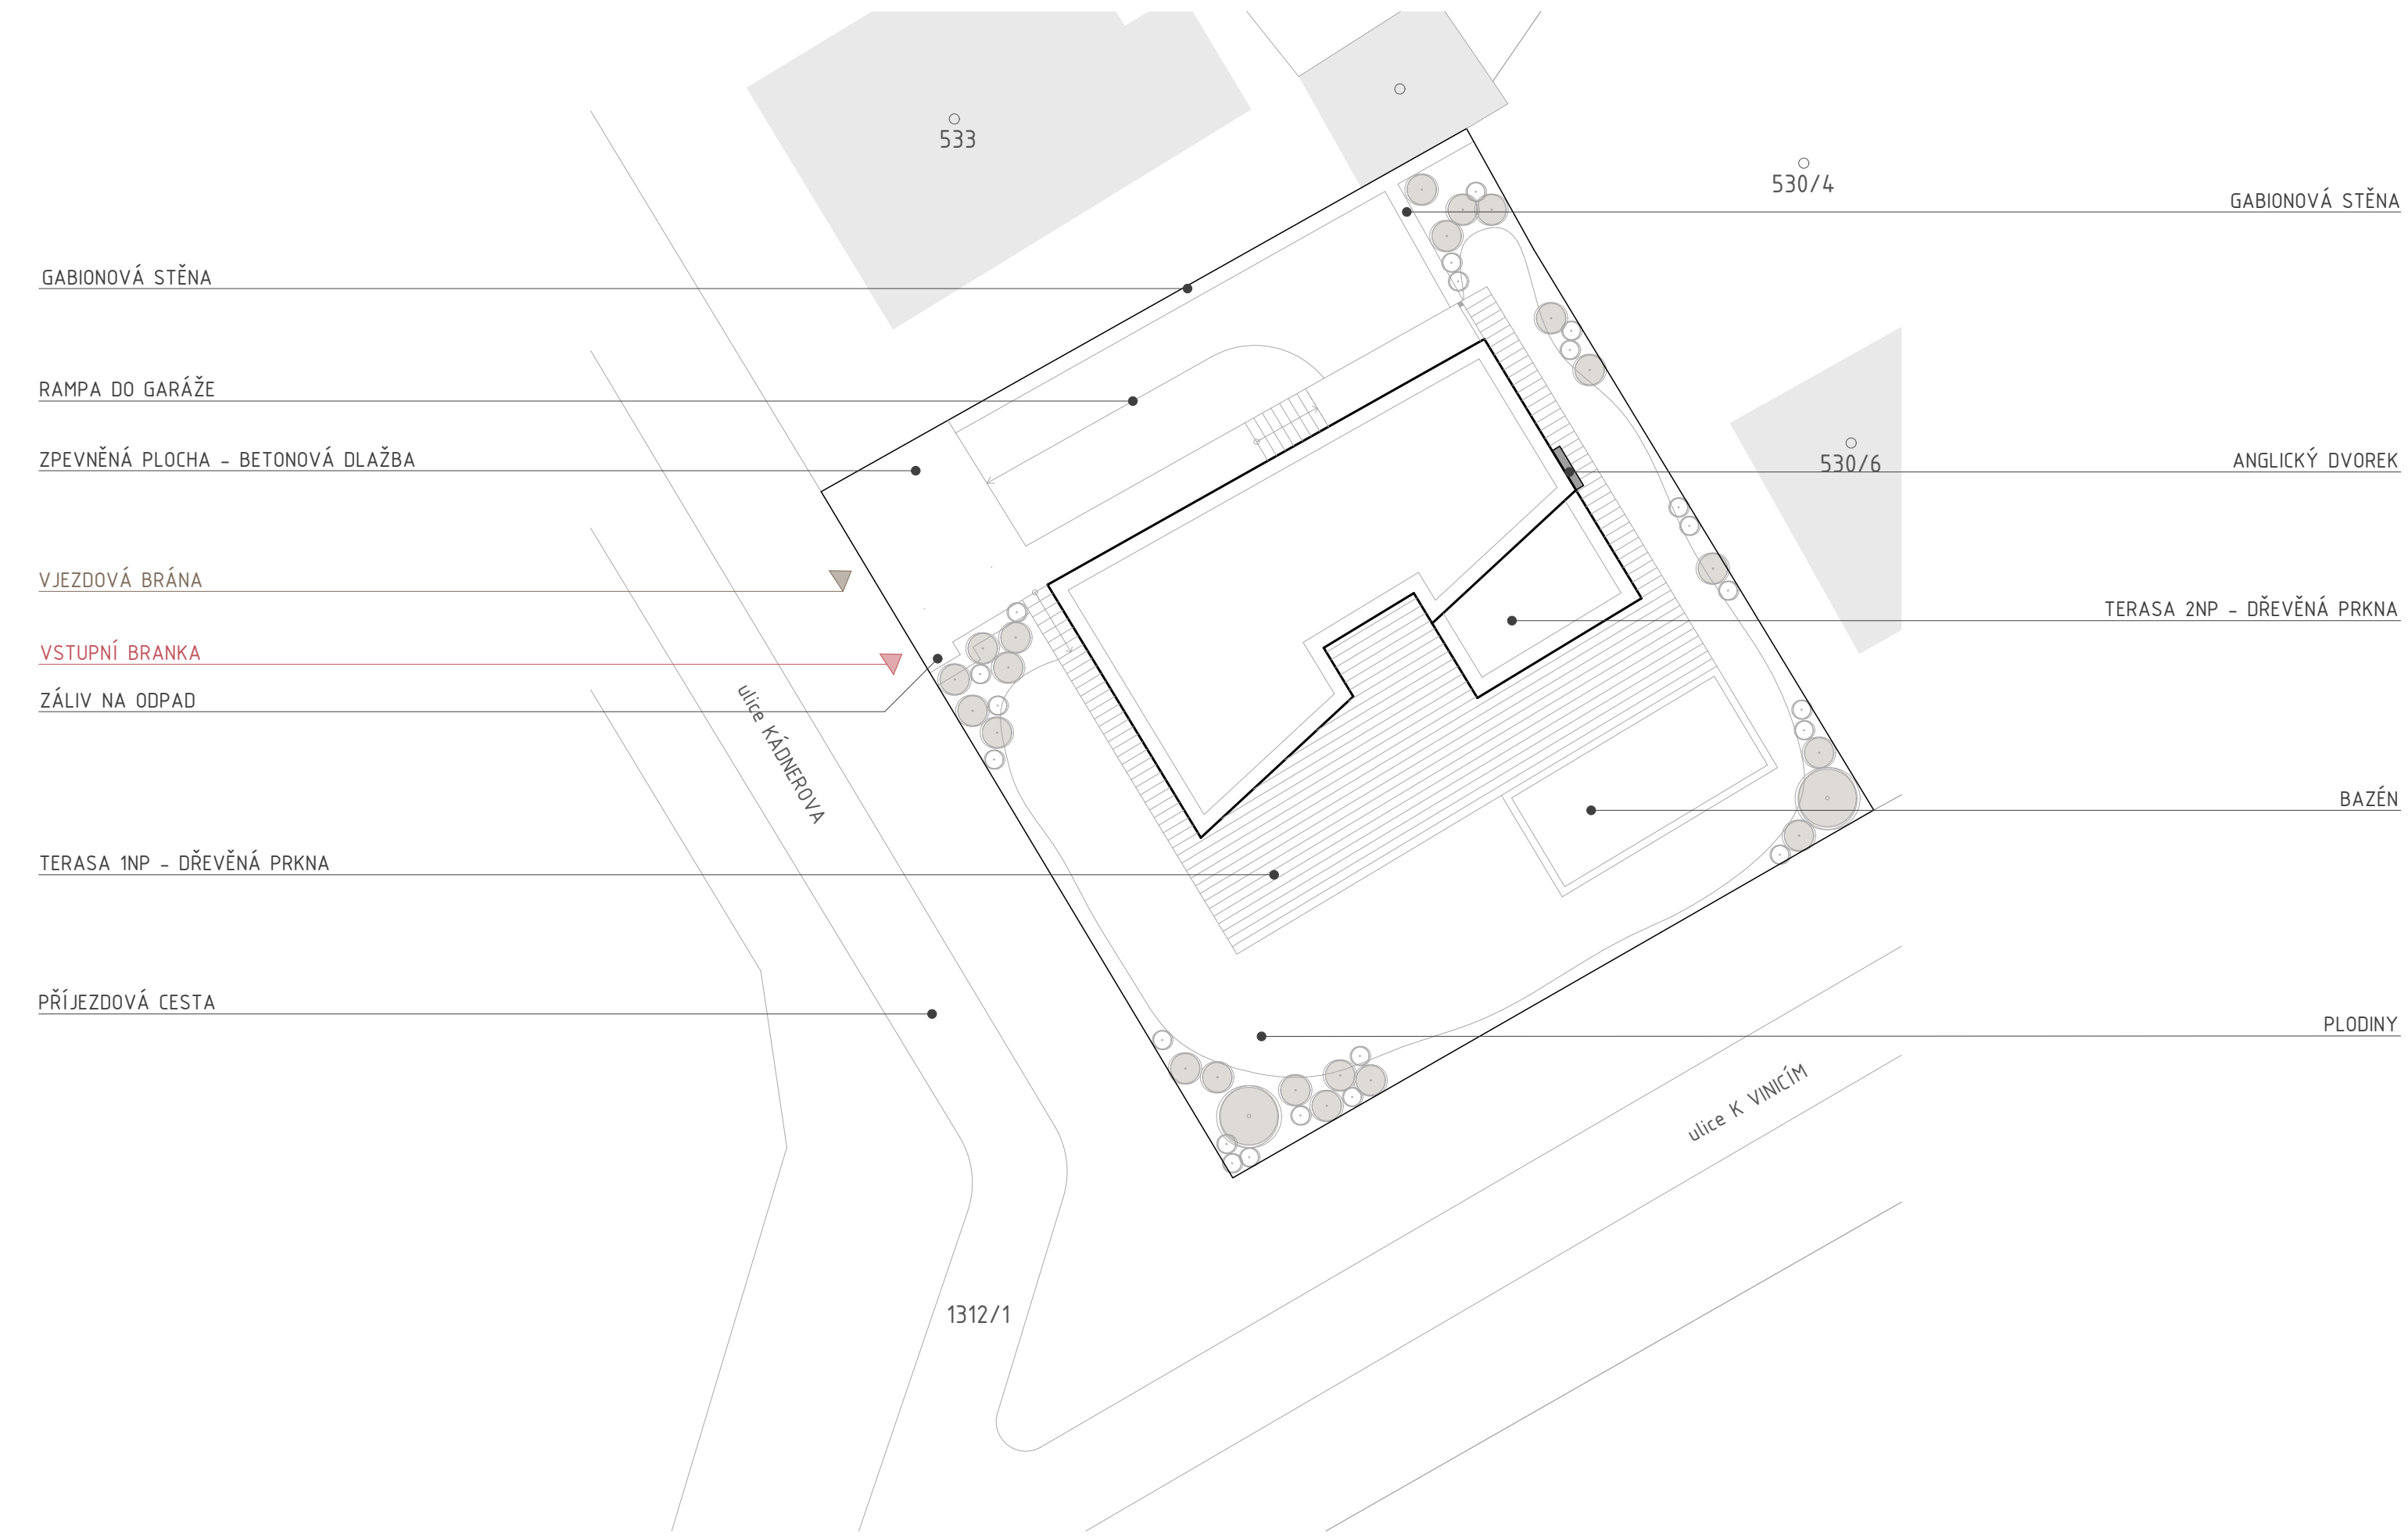 533
530/4
GABIONOVÁ STĚNA
GABIONOVÁ STĚNA
RAMPA DO GARÁŽE
ZPEVNĚNÁ PLOCHA - BETONOVÁ DLAŽBA
530/6
ANGLICKÝ DVOREK
VJEZDOVÁ BRÁNA
TERASA 2NP - DŘEVĚNÁ PRKNA
VSTUPNÍ BRANKA
ZÁLIV NA ODPAD
ulice KÁDNEROVA
BAZÉN
TERASA 1NP - DŘEVĚNÁ PRKNA
PŘÍJEZDOVÁ CESTA
PLODINY
ulice K VINICÍM
1312/1